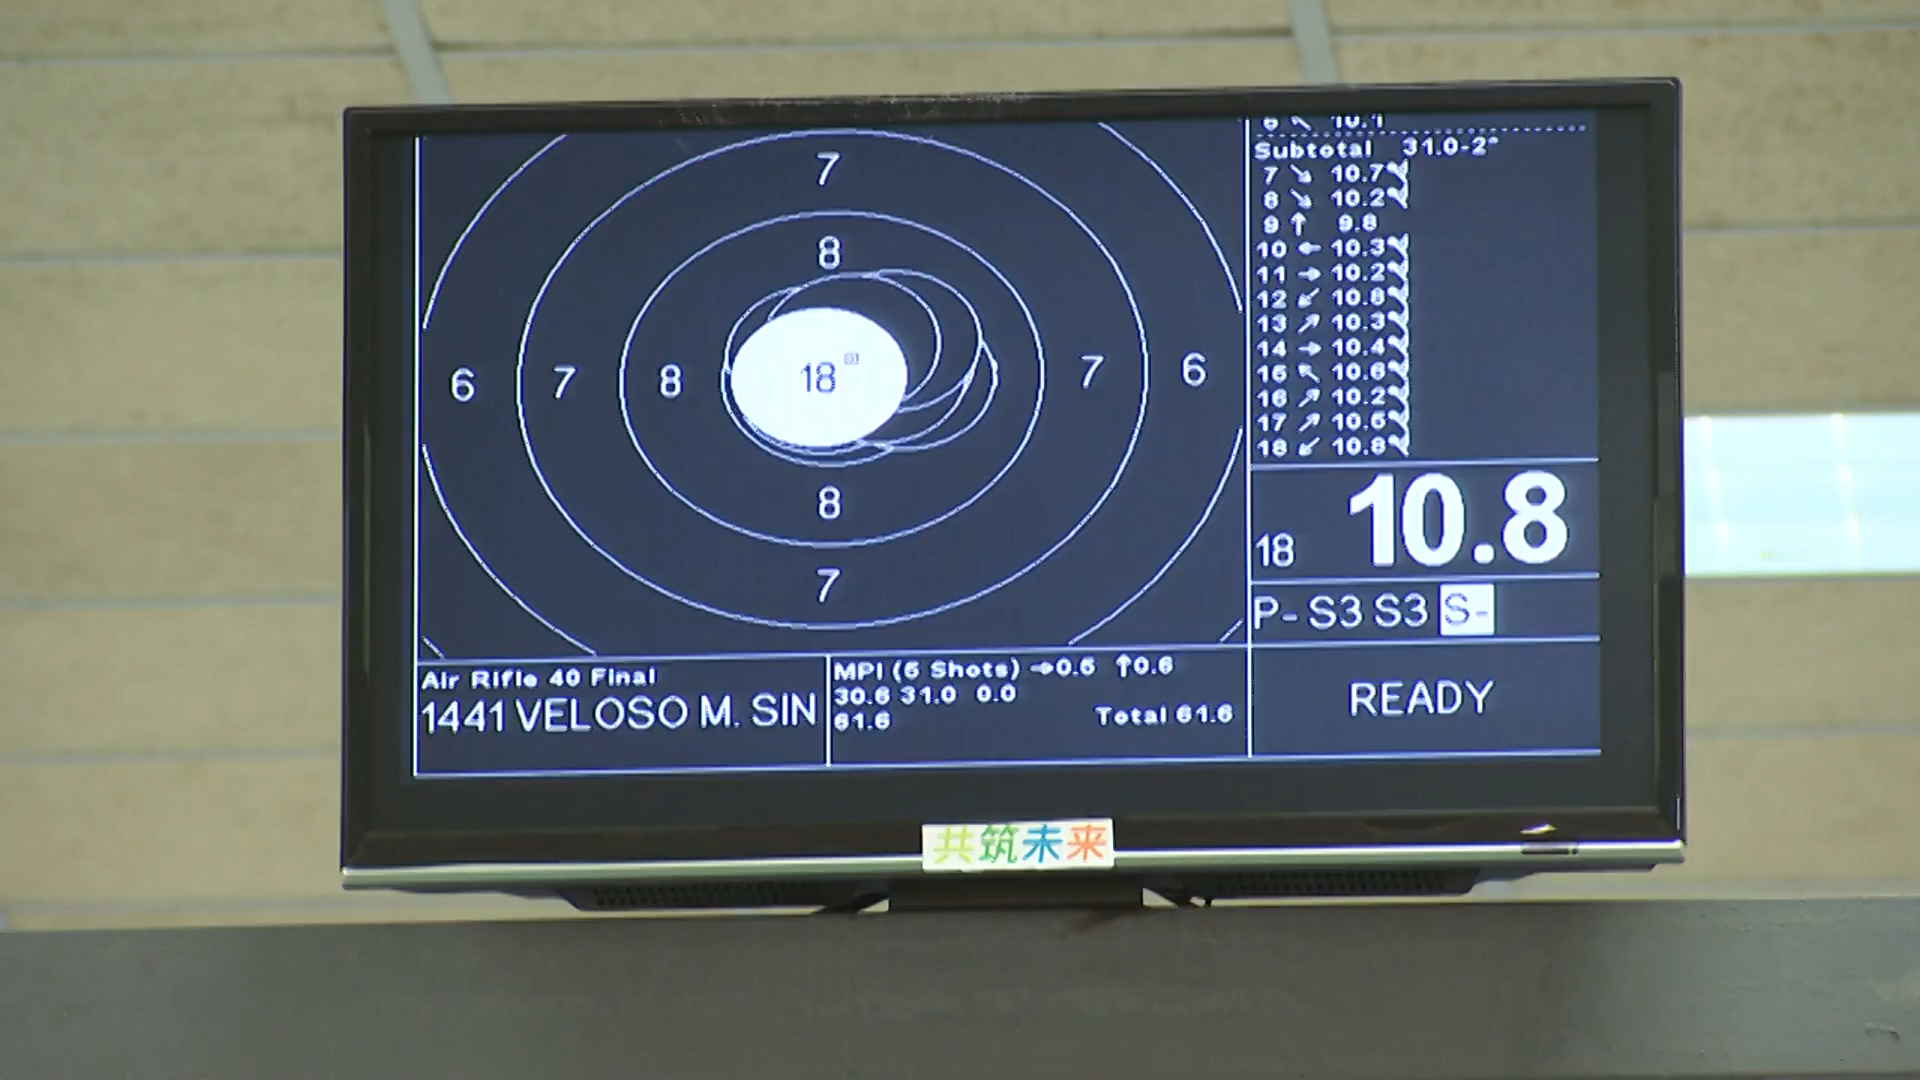 7
8
6 7 8 18 7 6
8
7
6 ↖ 10.1
Subtotal 31.0-2*
7 ↘ 10.7*
8 ↘ 10.2*
9 ↑ 9.8
10 ← 10.3*
11 → 10.2*
12 ↙ 10.8*
13 ↗ 10.3*
14 → 10.4*
15 ↖ 10.6*
16 ↗ 10.2*
17 ↗ 10.5*
18 ↙ 10.8*
18 10.8
P- S3 S3 S-
Air Rifle 40 Final
1441 VELOSO M. SIN
MPI (5 Shots) →0.5 ↑0.6
30.6 31.0 0.0
61.6 Total 61.6
READY
共筑未来